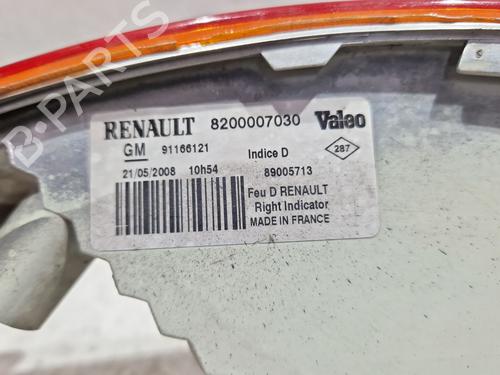 RENAULT 8200007030 Valeo
GM 91166121 Indice D 287
21/05/2008 10h54 89005713
Feu D RENAULT
Right Indicator
MADE IN FRANCE
B-PARTS